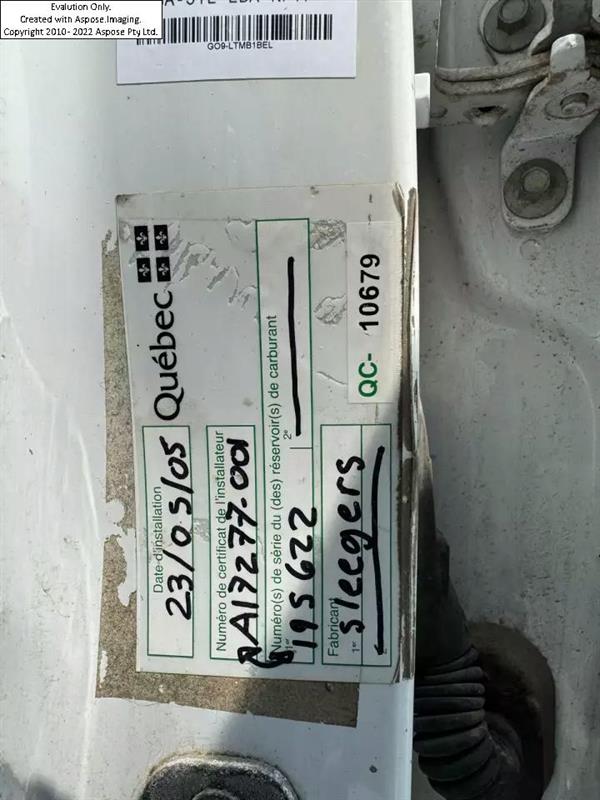 Evalution Only.
Created with Aspose.Imaging.
Copyright 2010- 2022 Aspose Pty Ltd.
GO9-LTMB1BEL
Québec
Date d'installation
23/05/05
Numéro de certificat de l'installateur
RA17277-001
Numéro(s) de série du (des) réservoir(s) de carburant
1er 195622
2e
Fabricant
1er Sleegers
2e
QC- 10679